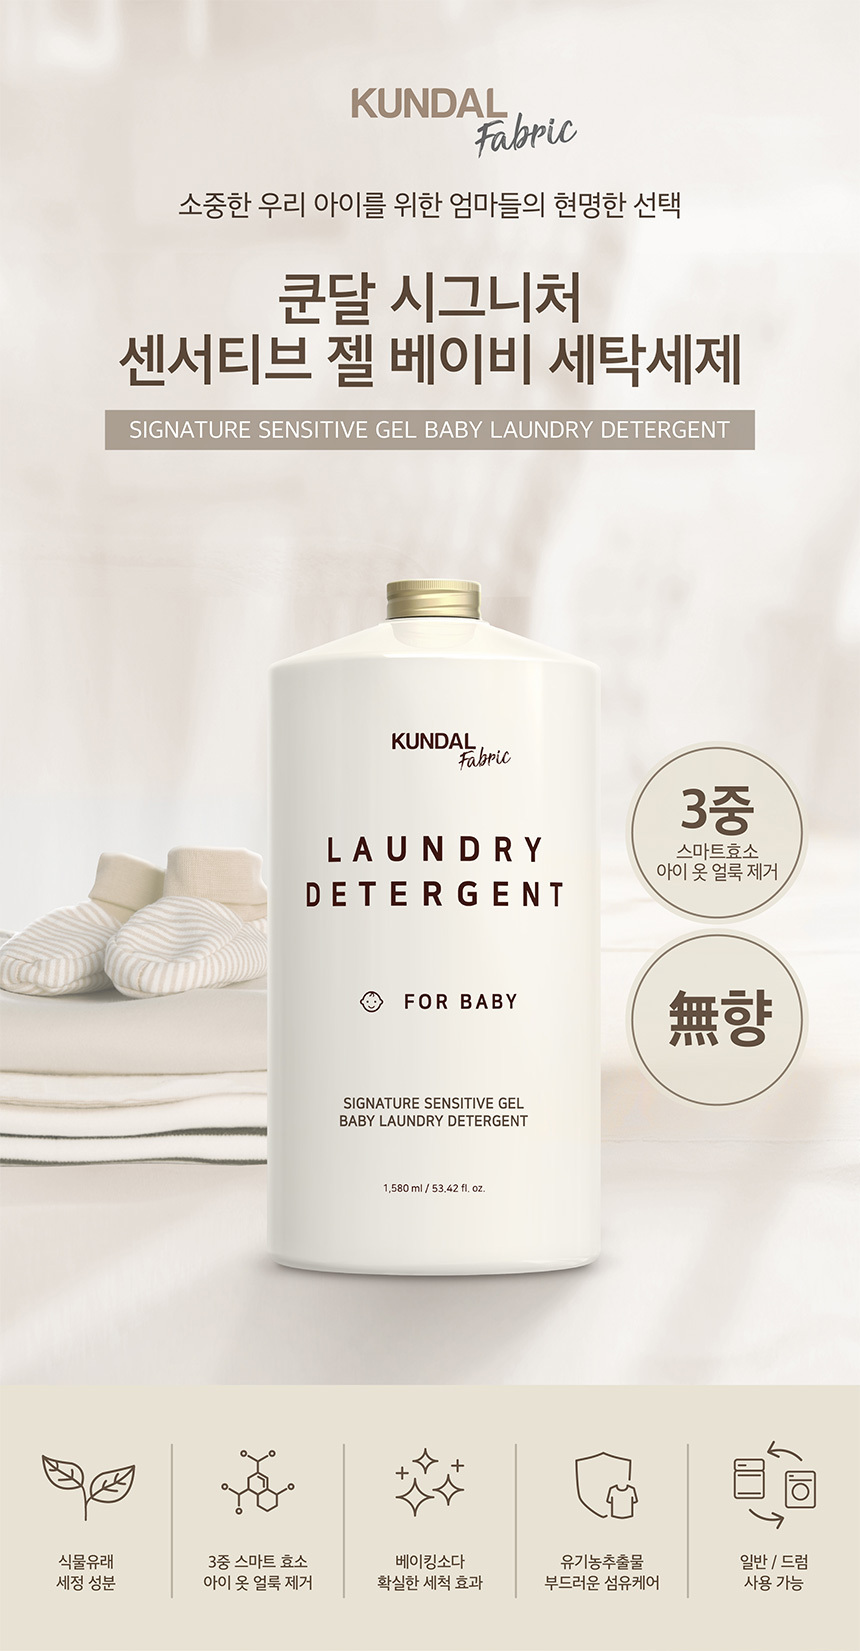 KUNDAL
Fabric
소중한 우리 아이를 위한 엄마들의 현명한 선택
쿤달 시그니처
센서티브 젤 베이비 세탁세제
SIGNATURE SENSITIVE GEL BABY LAUNDRY DETERGENT
KUNDAL
Fabric
LAUNDRY
DETERGENT
FOR BABY
SIGNATURE SENSITIVE GEL
BABY LAUNDRY DETERGENT
1,580 ml / 53.42 fl. oz.
3중
스마트효소
아이 옷 얼룩 제거
無향
식물유래
세정 성분
3중 스마트 효소
아이 옷 얼룩 제거
베이킹소다
확실한 세척 효과
유기농추출물
부드러운 섬유케어
일반 / 드럼
사용 가능